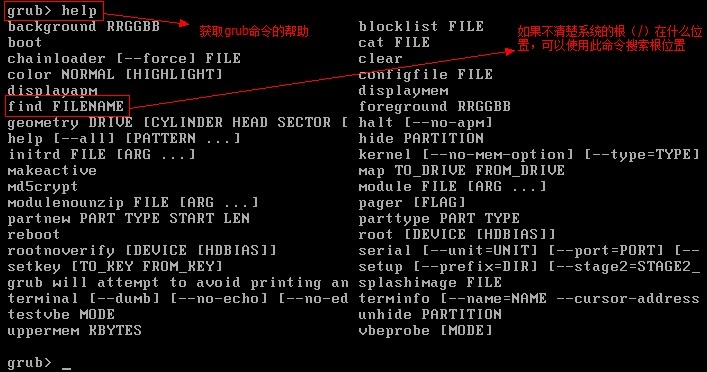 grub> help
获取grub命令的帮助
如果不清楚系统的根（/）在什么位
置，可以使用此命令搜索根位置
background RRGGBB blocklist FILE
boot cat FILE
chainloader [--force] FILE clear
color NORMAL [HIGHLIGHT] configfile FILE
displayapm displaymem
find FILENAME foreground RRGGBB
geometry DRIVE [CYLINDER HEAD SECTOR [ halt [--no-apm]
help [--all] [PATTERN ...] hide PARTITION
initrd FILE [ARG ...] kernel [--no-mem-option] [--type=TYPE]
makeactive map TO_DRIVE FROM_DRIVE
md5crypt module FILE [ARG ...]
modulenounzip FILE [ARG ...] pager [FLAG]
partnew PART TYPE START LEN parttype PART TYPE
reboot root [DEVICE [HDBIAS]]
rootnoverify [DEVICE [HDBIAS]] serial [--unit=UNIT] [--port=PORT] [--
setkey [TO_KEY FROM_KEY] setup [--prefix=DIR] [--stage2=STAGE2_
grub will attempt to avoid printing an splashimage FILE
terminal [--dumb] [--no-echo] [--no-ed terminfo [--name=NAME --cursor-address
testvbe MODE unhide PARTITION
uppermem KBYTES vbeprobe [MODE]
grub> _